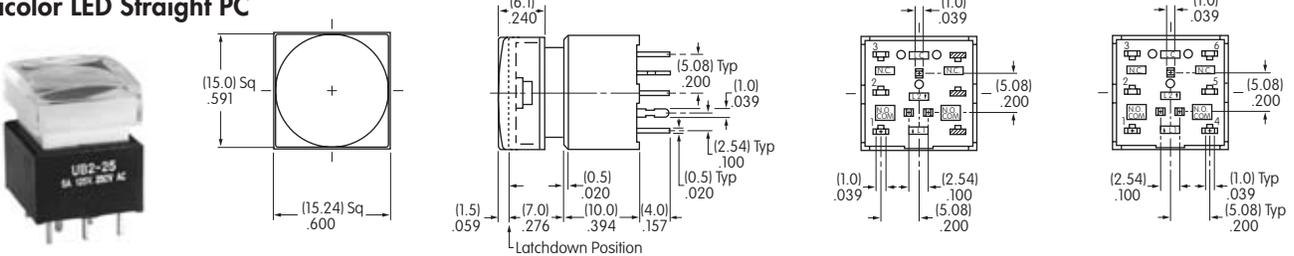 icolor LED Straight PC
UB2-25
5A 125V 250V AC
(15.0) Sq
.591
(15.24) Sq
.600
(6.1)
.240
(5.08) Typ
.200
(1.0)
.039
(2.54) Typ
.100
(0.5) Typ
.020
(0.5)
.020
(1.5)
.059
(7.0)
.276
(10.0)
.394
(4.0)
.157
Latchdown Position
(1.0)
.039
3
N.C.
N.C.
2
L2
N.O.
COM
N.O.
COM
1
(5.08)
.200
(1.0)
.039
(2.54)
.100
(5.08)
.200
(1.0)
.039
3
6
N.C.
N.C.
2
5
L2
N.O.
COM
N.O.
COM
1
4
(5.08)
.200
(2.54)
.100
(1.0) Typ
.039
(5.08) Typ
.200